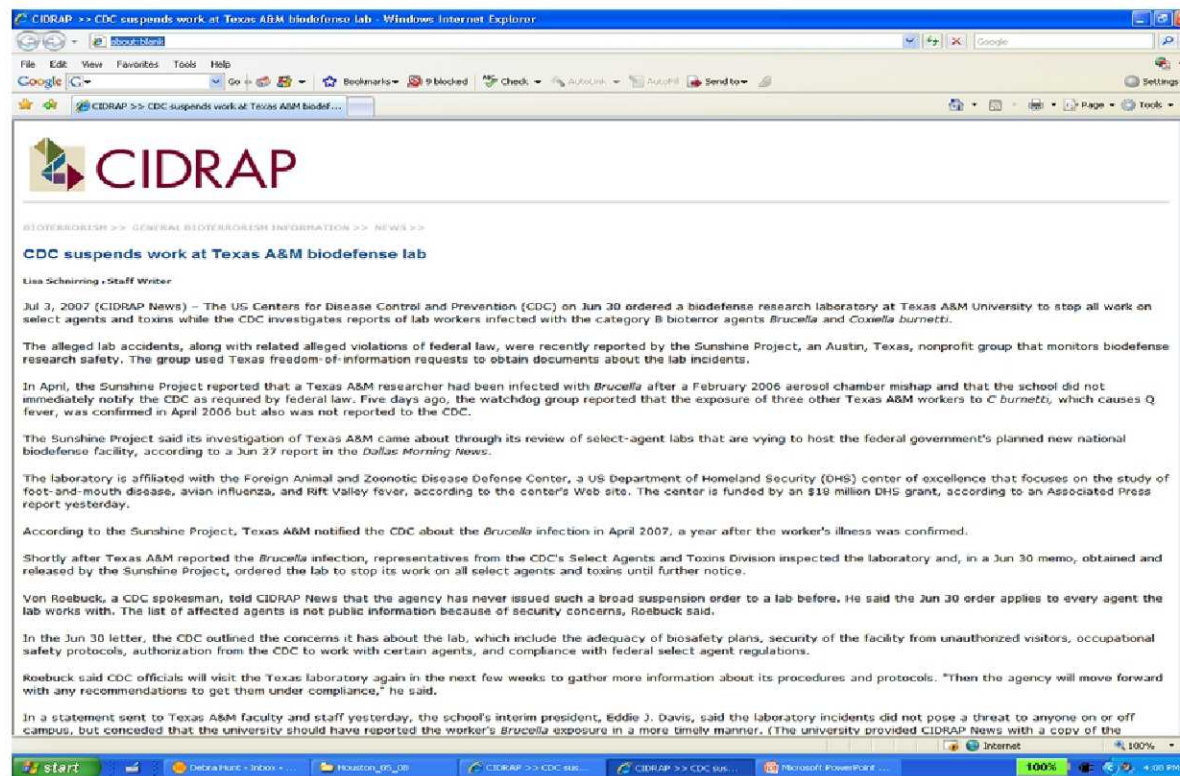 CIDRAP >> CDC suspends work at Texas A&M biodefense lab - Windows Internet Explorer
about:blank
Google
File Edit View Favorites Tools Help
Google G Go Bookmarks 9 blocked Check AutoLink AutoFill Send to Settings
CIDRAP >> CDC suspends work at Texas A&M biodef... Page Tools
CIDRAP
BIOTERRORISM >> GENERAL BIOTERRORISM INFORMATION >> NEWS >>
CDC suspends work at Texas A&M biodefense lab
Lisa Schnirring • Staff Writer
Jul 3, 2007 (CIDRAP News) – The US Centers for Disease Control and Prevention (CDC) on Jun 30 ordered a biodefense research laboratory at Texas A&M University to stop all work on
select agents and toxins while the CDC investigates reports of lab workers infected with the category B bioterror agents Brucella and Coxiella burnetti.
The alleged lab accidents, along with related alleged violations of federal law, were recently reported by the Sunshine Project, an Austin, Texas, nonprofit group that monitors biodefense
research safety. The group used Texas freedom-of-information requests to obtain documents about the lab incidents.
In April, the Sunshine Project reported that a Texas A&M researcher had been infected with Brucella after a February 2006 aerosol chamber mishap and that the school did not
immediately notify the CDC as required by federal law. Five days ago, the watchdog group reported that the exposure of three other Texas A&M workers to C burnetti, which causes Q
fever, was confirmed in April 2006 but also was not reported to the CDC.
The Sunshine Project said its investigation of Texas A&M came about through its review of select-agent labs that are vying to host the federal government's planned new national
biodefense facility, according to a Jun 27 report in the Dallas Morning News.
The laboratory is affiliated with the Foreign Animal and Zoonotic Disease Defense Center, a US Department of Homeland Security (DHS) center of excellence that focuses on the study of
foot-and-mouth disease, avian influenza, and Rift Valley fever, according to the center's Web site. The center is funded by an $18 million DHS grant, according to an Associated Press
report yesterday.
According to the Sunshine Project, Texas A&M notified the CDC about the Brucella infection in April 2007, a year after the worker's illness was confirmed.
Shortly after Texas A&M reported the Brucella infection, representatives from the CDC's Select Agents and Toxins Division inspected the laboratory and, in a Jun 30 memo, obtained and
released by the Sunshine Project, ordered the lab to stop its work on all select agents and toxins until further notice.
Von Roebuck, a CDC spokesman, told CIDRAP News that the agency has never issued such a broad suspension order to a lab before. He said the Jun 30 order applies to every agent the
lab works with. The list of affected agents is not public information because of security concerns, Roebuck said.
In the Jun 30 letter, the CDC outlined the concerns it has about the lab, which include the adequacy of biosafety plans, security of the facility from unauthorized visitors, occupational
safety protocols, authorization from the CDC to work with certain agents, and compliance with federal select agent regulations.
Roebuck said CDC officials will visit the Texas laboratory again in the next few weeks to gather more information about its procedures and protocols. "Then the agency will move forward
with any recommendations to get them under compliance," he said.
In a statement sent to Texas A&M faculty and staff yesterday, the school's interim president, Eddie J. Davis, said the laboratory incidents did not pose a threat to anyone on or off
campus, but conceded that the university should have reported the worker's Brucella exposure in a more timely manner. (The university provided CIDRAP News with a copy of the
Internet 100%
start Debra Hunt - Inbox - ... Houston_05_08 CIDRAP >> CDC sus... CIDRAP >> CDC sus... Microsoft PowerPoint ... 100% 4:00 PM